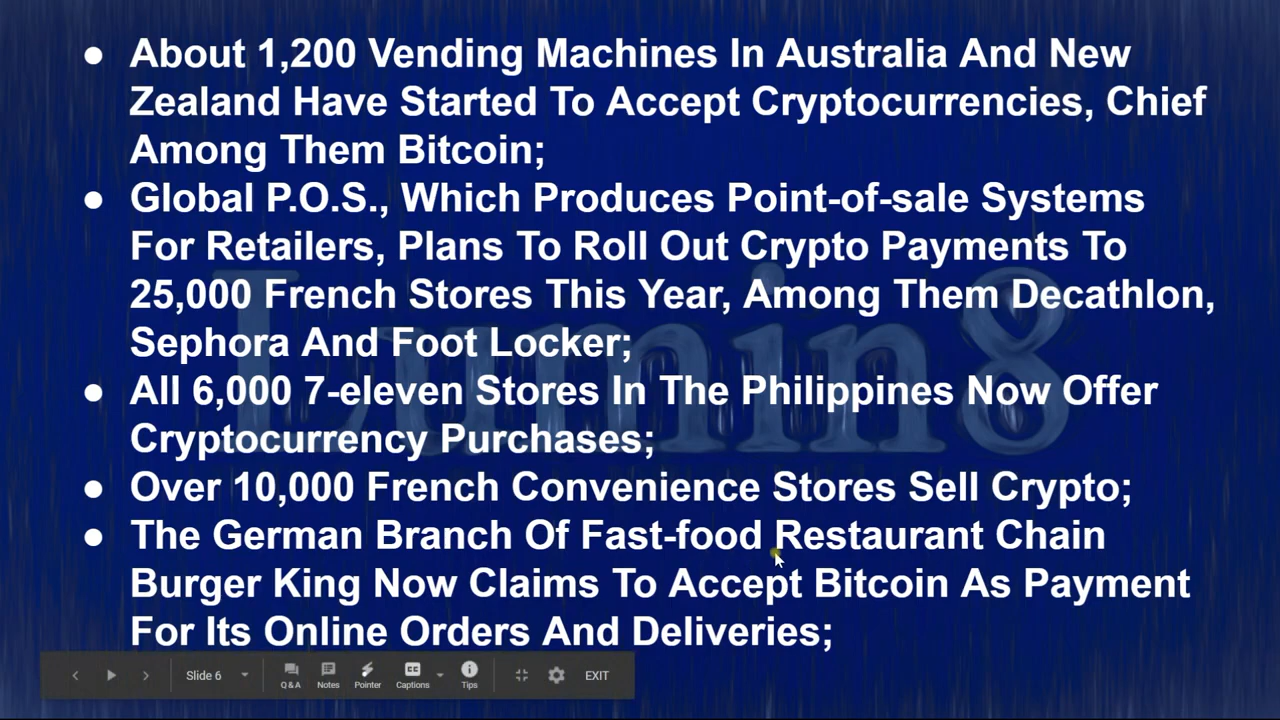 ● About 1,200 Vending Machines In Australia And New
Zealand Have Started To Accept Cryptocurrencies, Chief
Among Them Bitcoin;
● Global P.O.S., Which Produces Point-of-sale Systems
For Retailers, Plans To Roll Out Crypto Payments To
25,000 French Stores This Year, Among Them Decathlon,
Sephora And Foot Locker;
● All 6,000 7-eleven Stores In The Philippines Now Offer
Cryptocurrency Purchases;
● Over 10,000 French Convenience Stores Sell Crypto;
● The German Branch Of Fast-food Restaurant Chain
Burger King Now Claims To Accept Bitcoin As Payment
For Its Online Orders And Deliveries;
Lumin8
Slide 6
Q&A Notes Pointer Captions Tips EXIT